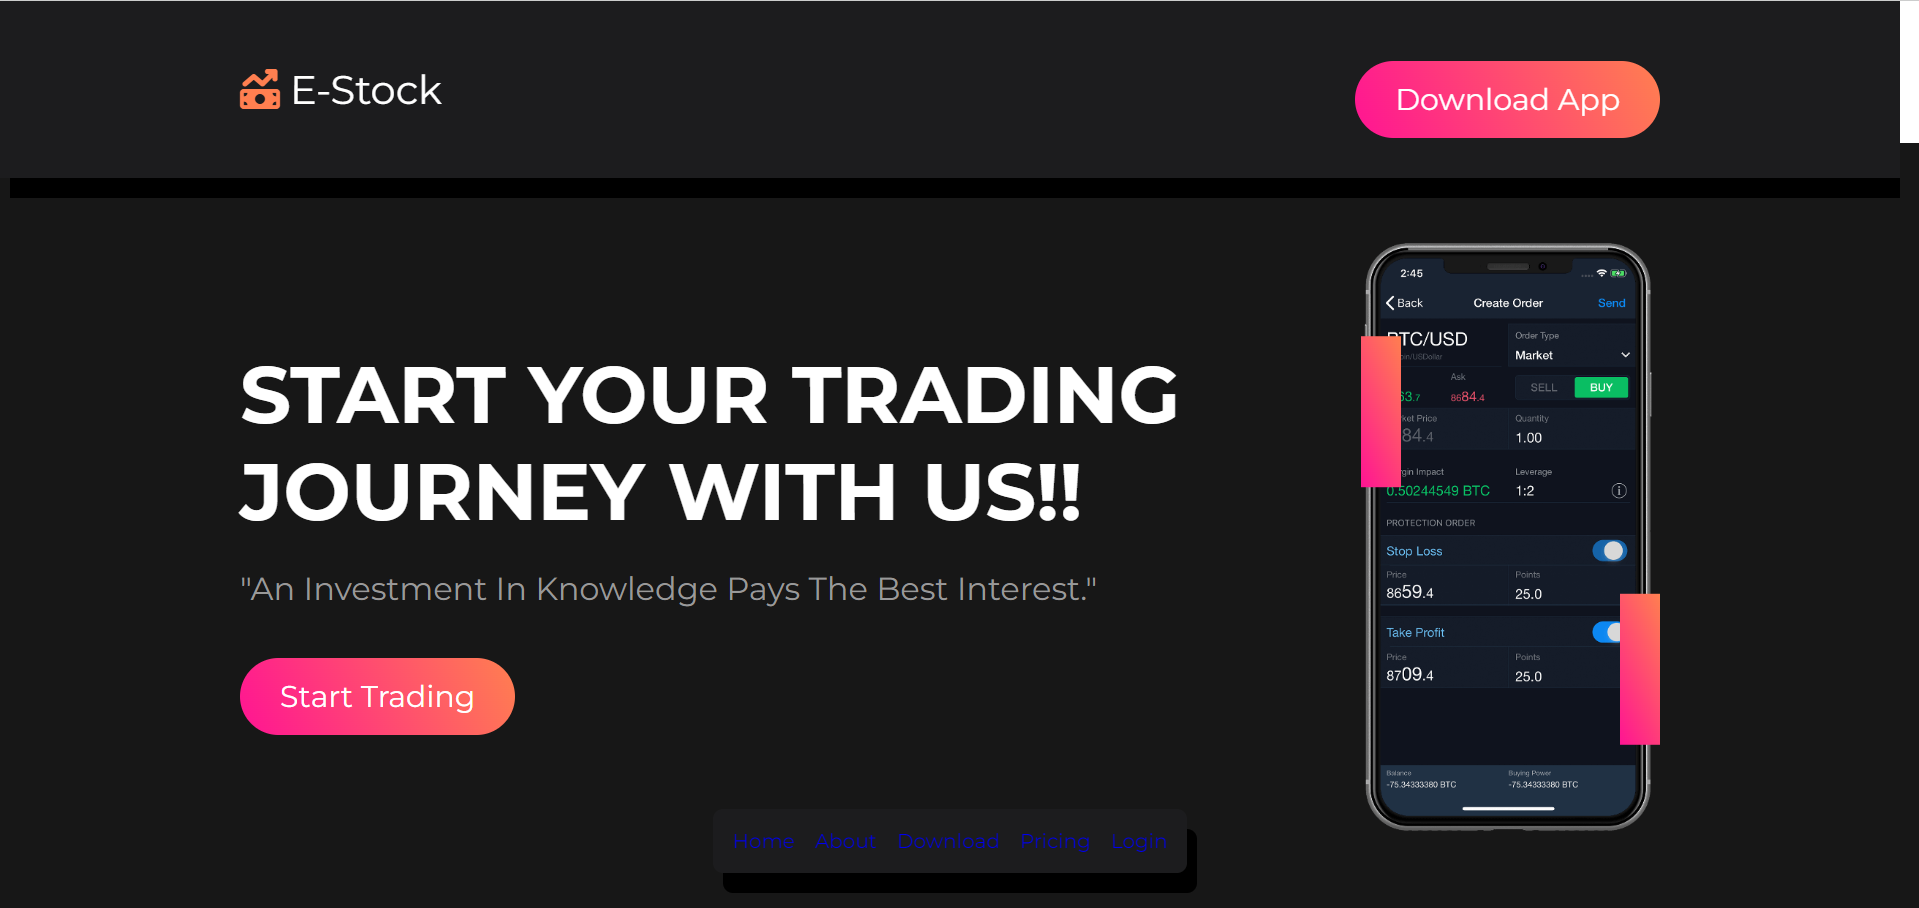 E-Stock
Download App
START YOUR TRADING
JOURNEY WITH US!!
"An Investment In Knowledge Pays The Best Interest."
Start Trading
2:45
Back Create Order Send
TC/USD
Order Type
Market
Ask
63.7 8684.4
SELL BUY
Price
84.4
Quantity
1.00
Impact
0.50244549 BTC
Leverage
1:2
PROTECTION ORDER
Stop Loss
Price Points
8659.4 25.0
Take Profit
Price Points
8709.4 25.0
Balance Buying Power
-75.34333380 BTC -75.34333380 BTC
Home About Download Pricing Login